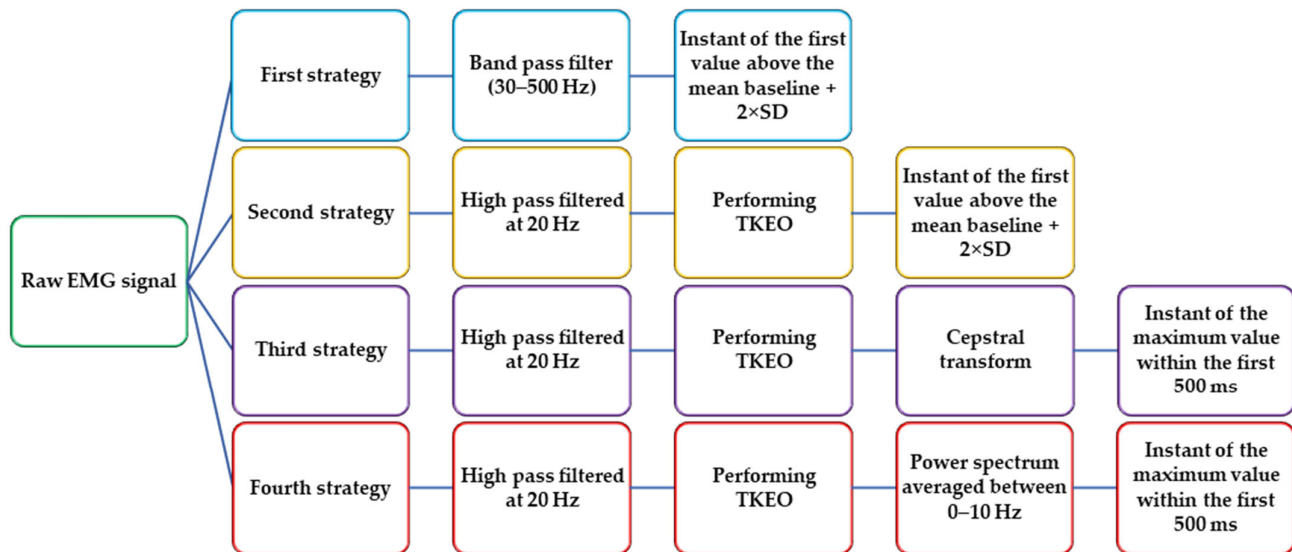 Raw EMG signal
First strategy
Band pass filter
(30–500 Hz)
Instant of the first
value above the
mean baseline +
2×SD
Second strategy
High pass filtered
at 20 Hz
Performing
TKEO
Instant of the first
value above the
mean baseline +
2×SD
Third strategy
High pass filtered
at 20 Hz
Performing
TKEO
Cepstral
transform
Instant of the
maximum value
within the first
500 ms
Fourth strategy
High pass filtered
at 20 Hz
Performing
TKEO
Power spectrum
averaged between
0–10 Hz
Instant of the
maximum value
within the first
500 ms